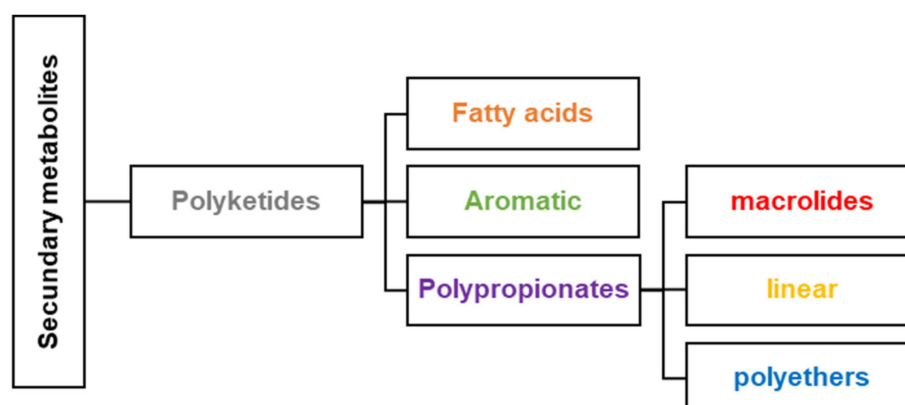 Secundary metabolites
Polyketides
Fatty acids
Aromatic
Polypropionates
macrolides
linear
polyethers